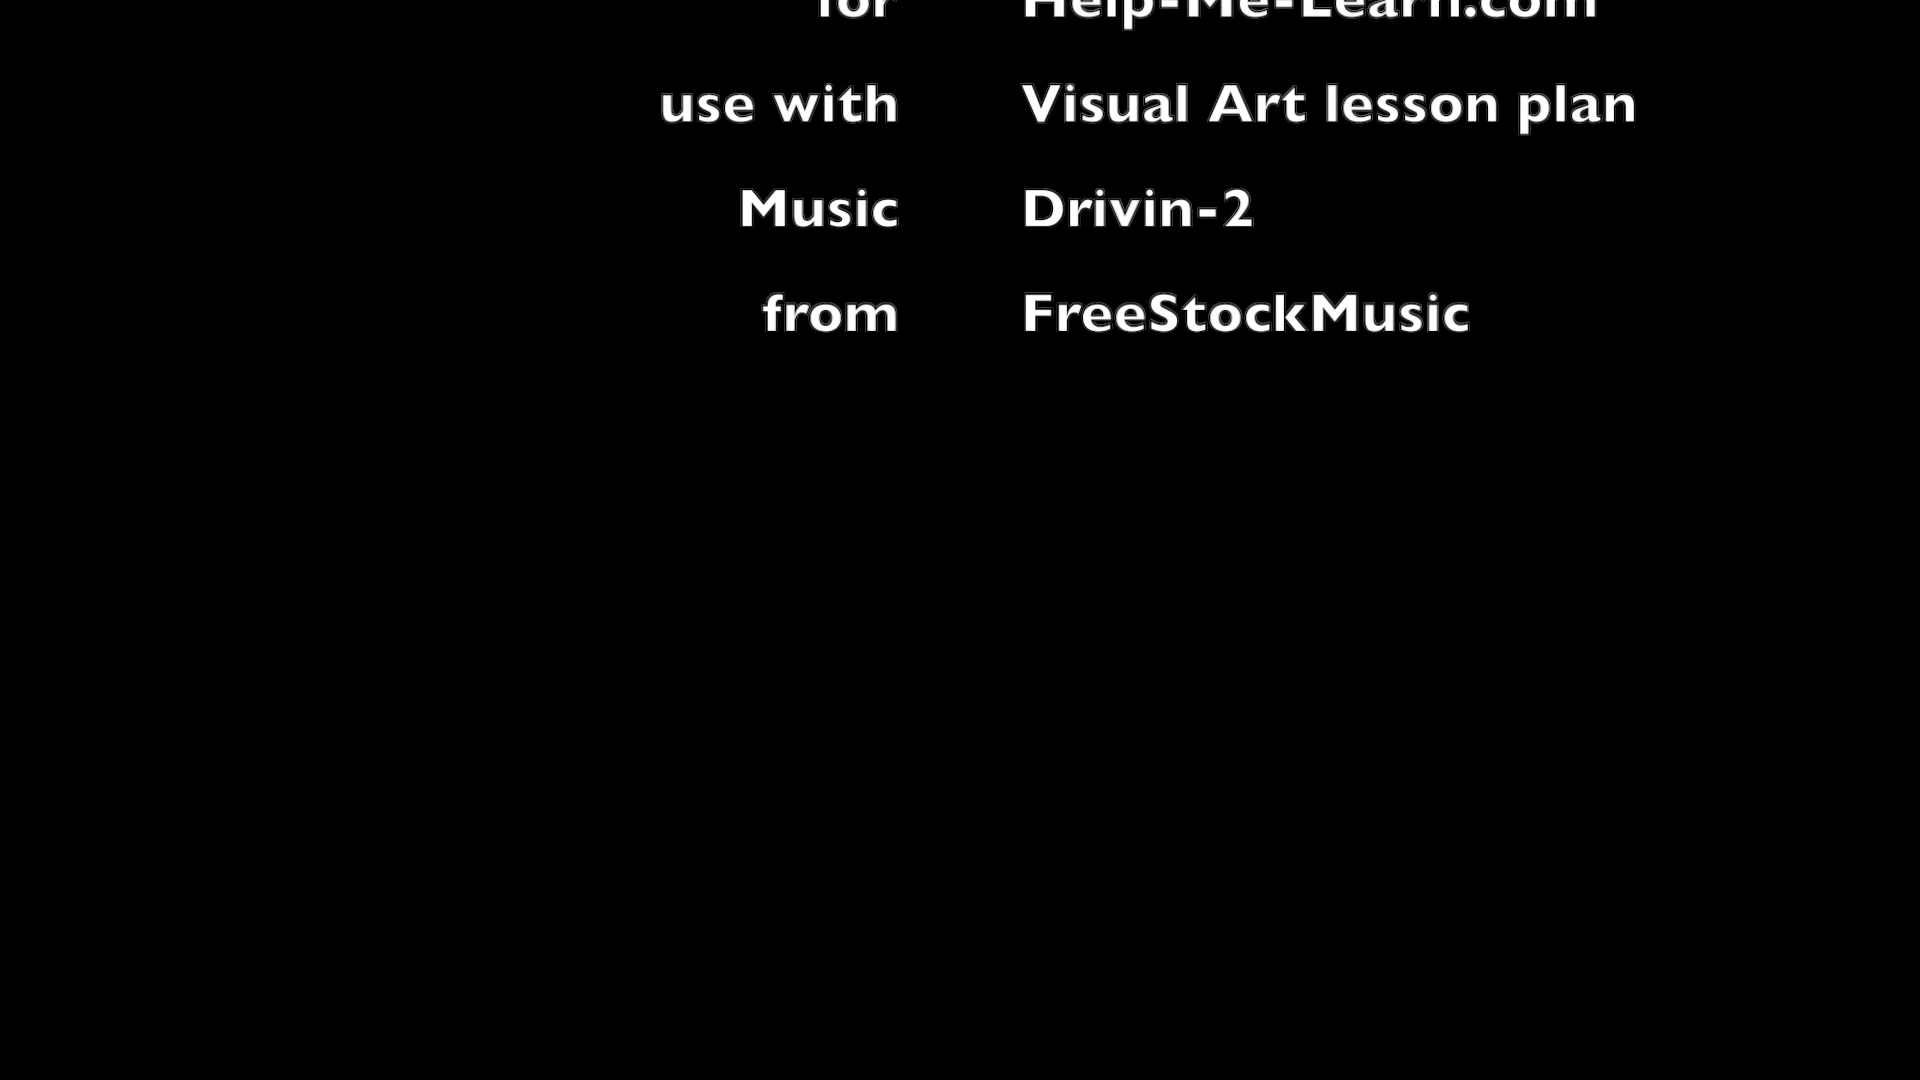 for Help-Me-Learn.com
use with Visual Art lesson plan
Music Drivin-2
from FreeStockMusic